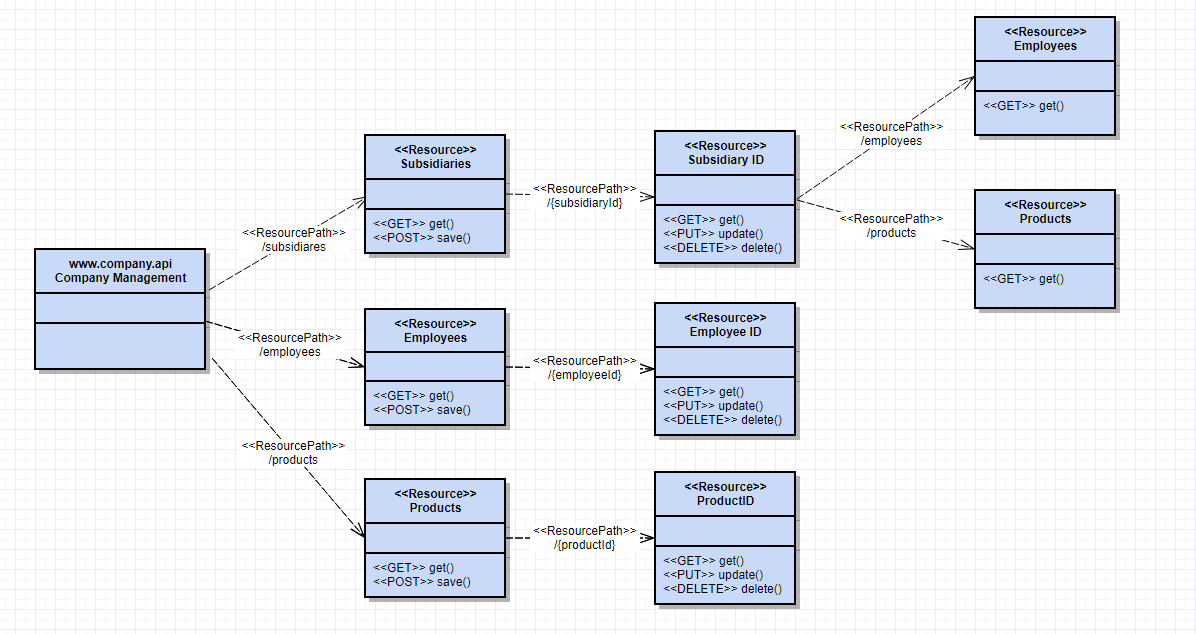 www.company.api
Company Management
<<ResourcePath>>
/subsidiares
<<ResourcePath>>
/employees
<<ResourcePath>>
/products
<<Resource>>
Subsidiaries
<<GET>> get()
<<POST>> save()
<<ResourcePath>>
/{subsidiaryId}
<<Resource>>
Subsidiary ID
<<GET>> get()
<<PUT>> update()
<<DELETE>> delete()
<<ResourcePath>>
/employees
<<Resource>>
Employees
<<GET>> get()
<<ResourcePath>>
/products
<<Resource>>
Products
<<GET>> get()
<<Resource>>
Employees
<<GET>> get()
<<POST>> save()
<<ResourcePath>>
/{employeeId}
<<Resource>>
Employee ID
<<GET>> get()
<<PUT>> update()
<<DELETE>> delete()
<<Resource>>
Products
<<GET>> get()
<<POST>> save()
<<ResourcePath>>
/{productId}
<<Resource>>
ProductID
<<GET>> get()
<<PUT>> update()
<<DELETE>> delete()